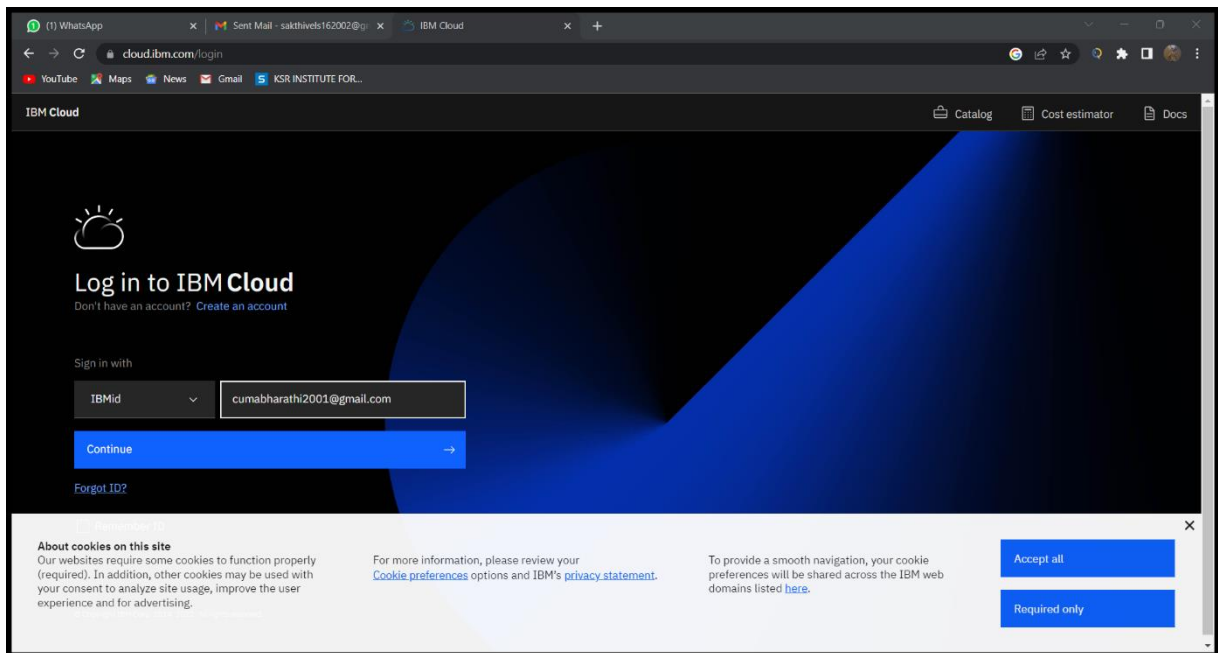 (1) WhatsApp
Sent Mail - sakthivels162002@g
IBM Cloud
cloud.ibm.com/login
YouTube
Maps
News
Gmail
KSR INSTITUTE FOR...
IBM Cloud
Catalog
Cost estimator
Docs
Log in to IBM Cloud
Don't have an account? Create an account
Sign in with
IBMid
cumabharathi2001@gmail.com
Continue
Forgot ID?
Remember ID
About cookies on this site
Our websites require some cookies to function properly
(required). In addition, other cookies may be used with
your consent to analyze site usage, improve the user
experience and for advertising.
For more information, please review your
Cookie preferences options and IBM's privacy statement.
To provide a smooth navigation, your cookie
preferences will be shared across the IBM web
domains listed here.
Accept all
Required only